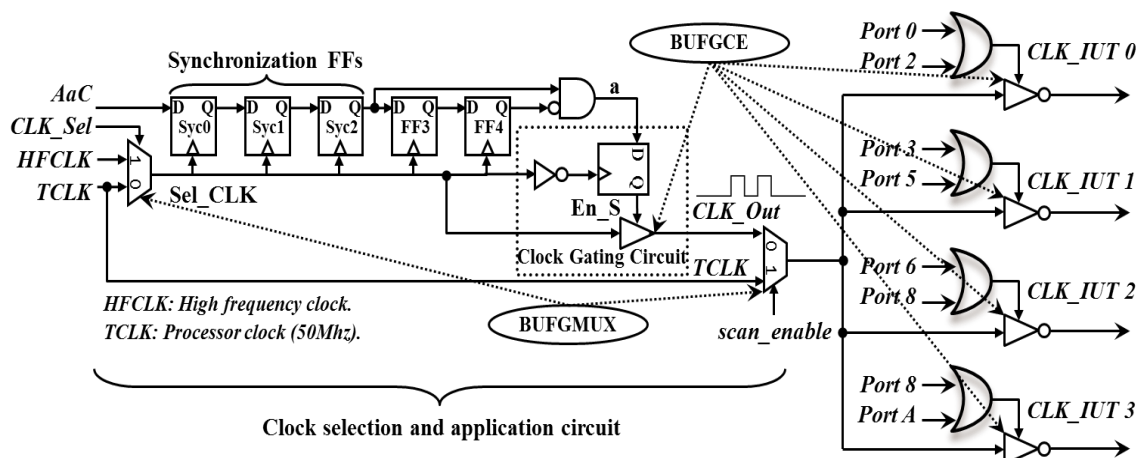 Synchronization FFs
AaC
CLK_Sel
HFCLK
TCLK
1
0
Sel_CLK
D Q
Syc0
D Q
Syc1
D Q
Syc2
D Q
FF3
D Q
FF4
a
D
Q
En_S
Clock Gating Circuit
BUFGCE
CLK_Out
TCLK
0
1
scan_enable
BUFGMUX
HFCLK: High frequency clock.
TCLK: Processor clock (50Mhz).
Clock selection and application circuit
Port 0
Port 2
CLK_IUT 0
Port 3
Port 5
CLK_IUT 1
Port 6
Port 8
CLK_IUT 2
Port 8
Port A
CLK_IUT 3